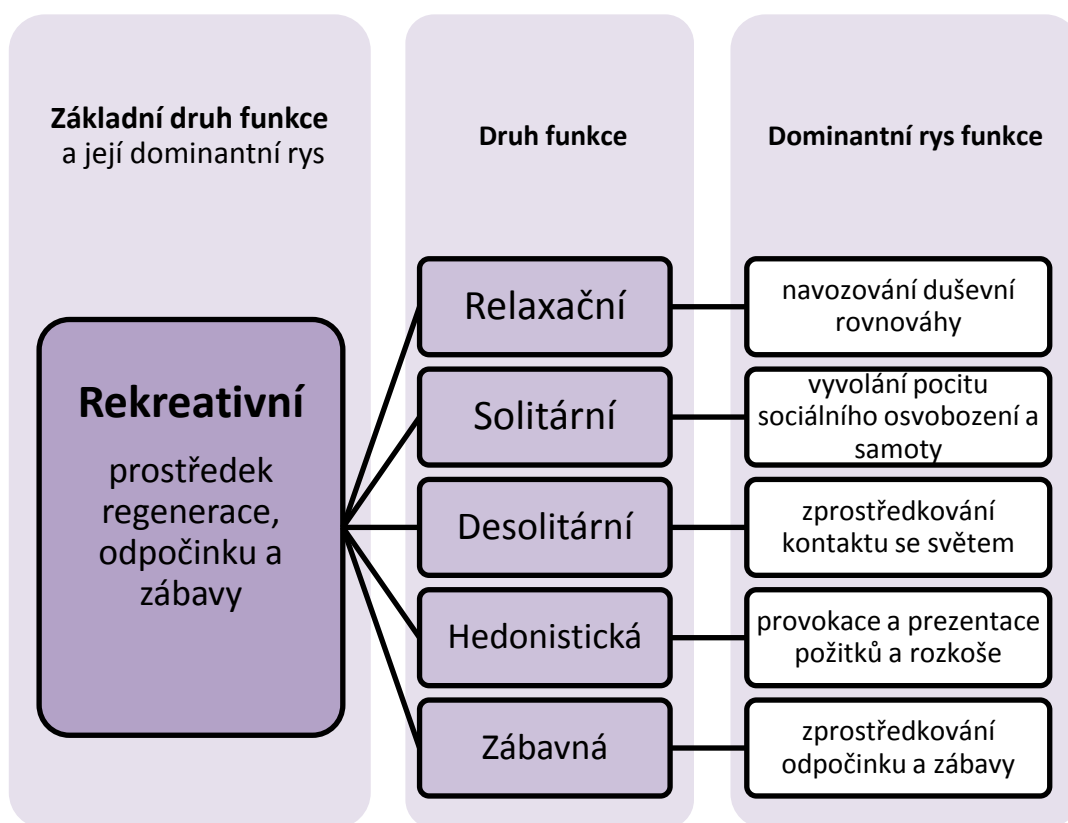 Základní druh funkce
a její dominantní rys
Druh funkce
Dominantní rys funkce
Rekreativní
prostředek
regenerace,
odpočinku a
zábavy
Relaxační
navozování duševní
rovnováhy
Solitární
vyvolání pocitu
sociálního osvobození a
samoty
Desolitární
zprostředkování
kontaktu se světem
Hedonistická
provokace a prezentace
požitků a rozkoše
Zábavná
zprostředkování
odpočinku a zábavy